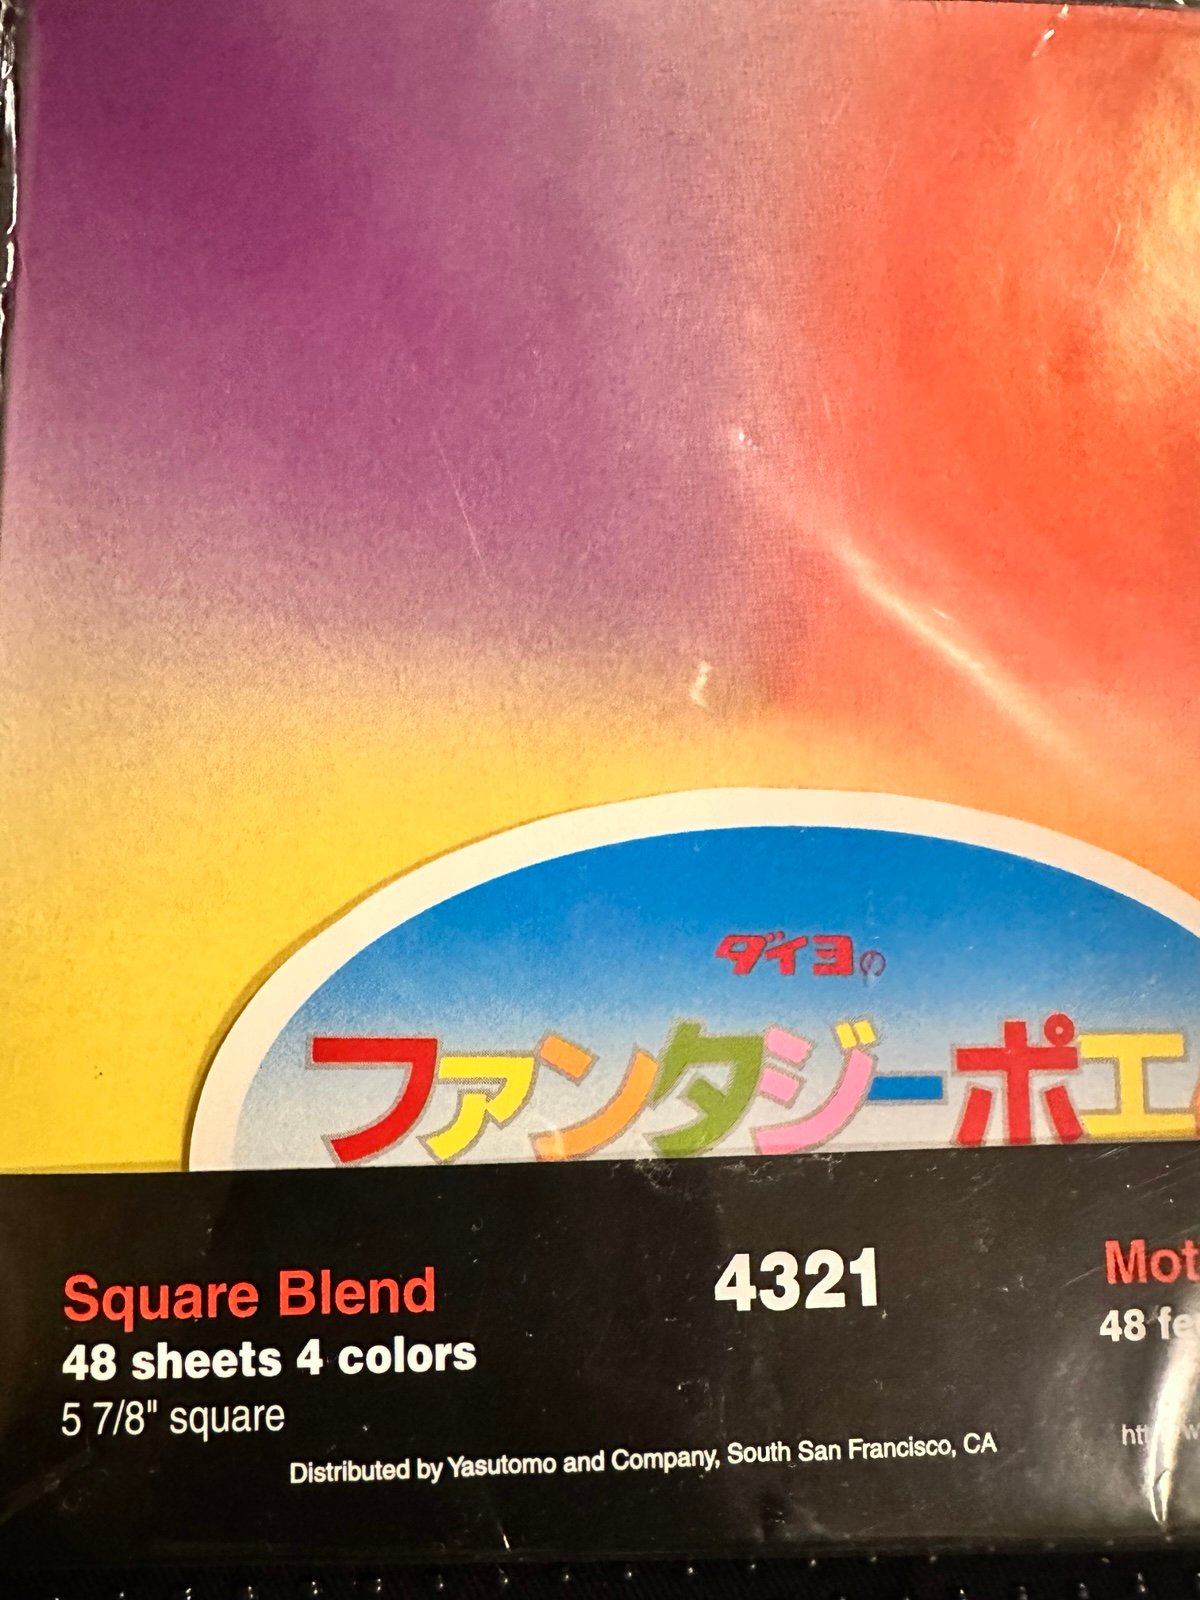 ダイヨの
ファンタジーポエ
Square Blend
48 sheets 4 colors
5 7/8" square
4321
Mot
48 fe
Distributed by Yasutomo and Company, South San Francisco, CA